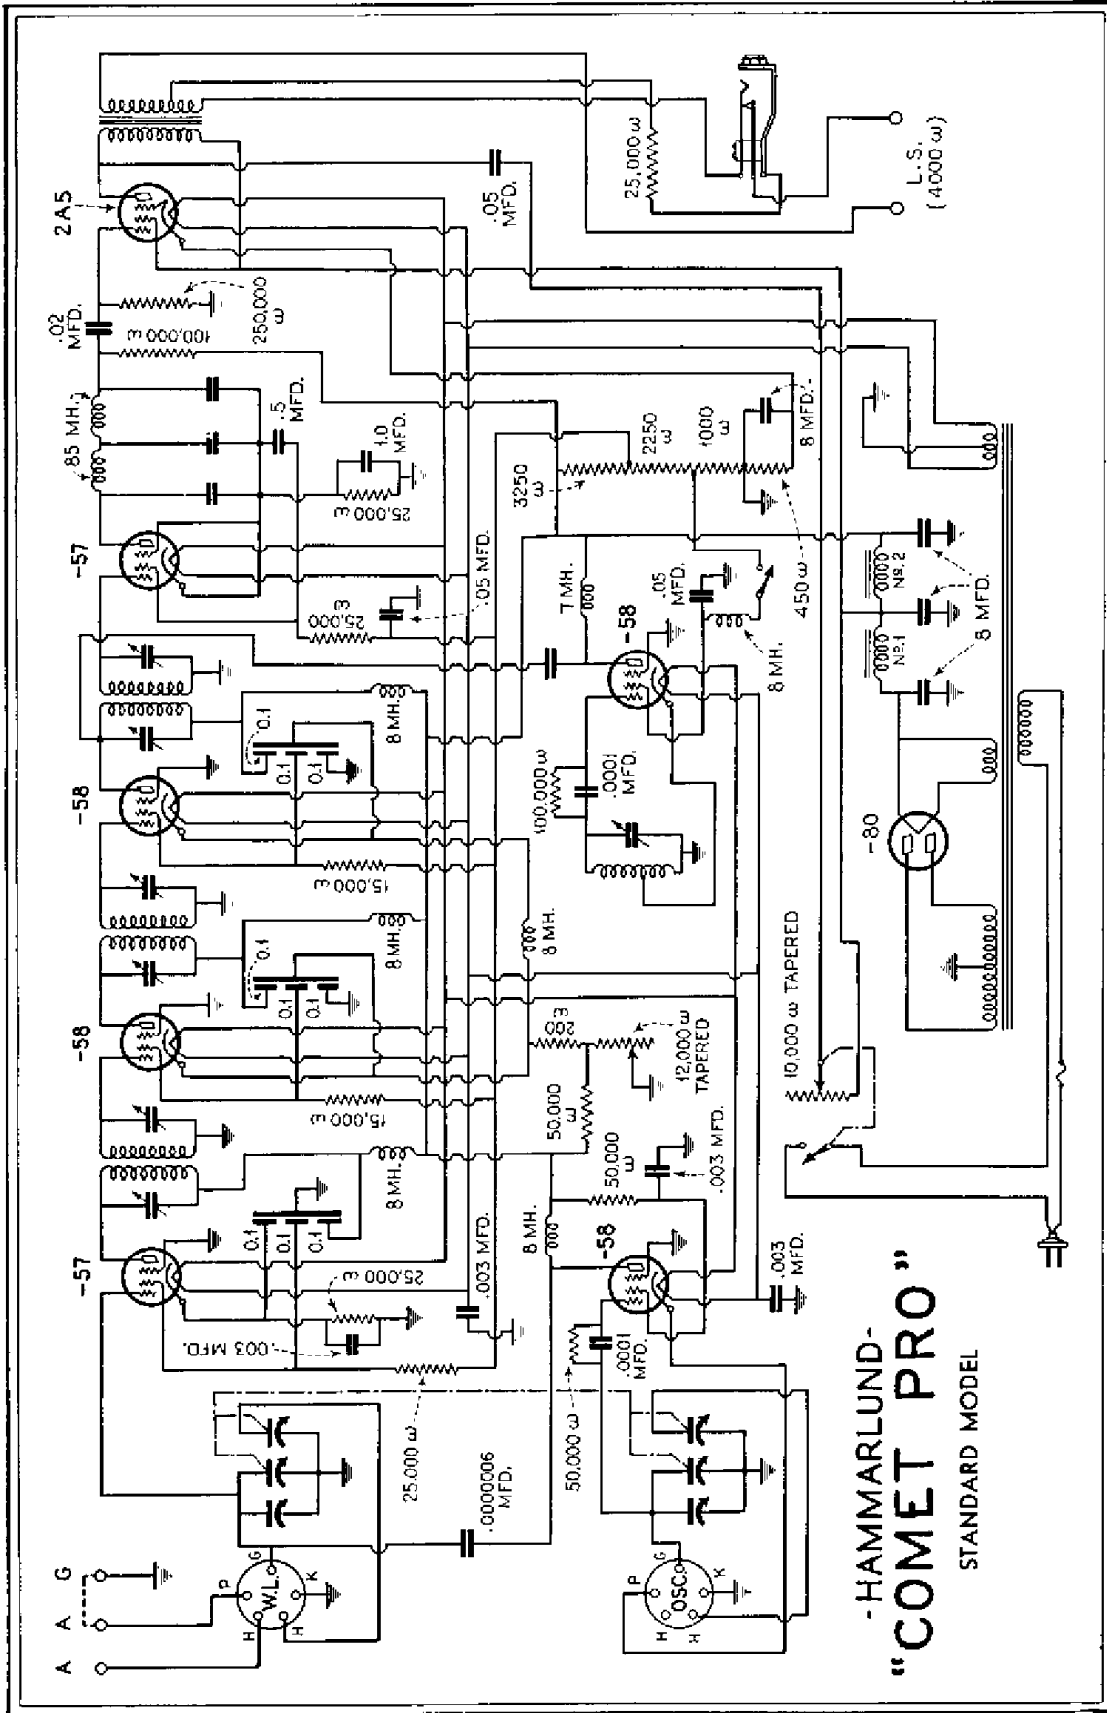 A
A
G
H
P
W.L.
G
H
K
.0000006
MFD.
25,000 ω
.003 MFD.
25,000 ω
-57
0.1
0.1
0.1
8 MH.
.003 MFD.
15,000 ω
-58
0.1
0.1
0.1
8 MH.
15,000 ω
-58
0.1
0.1
0.1
8 MH.
8 MH.
25,000
ω
.05 MFD.
-57
85 MH.
25,000 ω
1.0
MFD.
.5
MFD.
.02
MFD.
100,000 ω
250,000
ω
2A5
.05
MFD.
25,000 ω
L.S.
(4000 ω)
H
P
OSC.
G
H
K
50,000 ω
.0001
MFD.
-58
8 MH.
50,000
ω
.003 MFD.
.003
MFD.
50,000
ω
200
ω
12,000 ω
TAPERED
100,000 ω
.0001
MFD.
-58
7 MH.
.05
MFD.
8 MH.
3250
ω
2250
ω
1000
ω
450 ω
8 MFD.
10,000 ω TAPERED
-80
Nº.1
Nº.2
8 MFD.
-HAMMARLUND-
"COMET PRO"
STANDARD MODEL